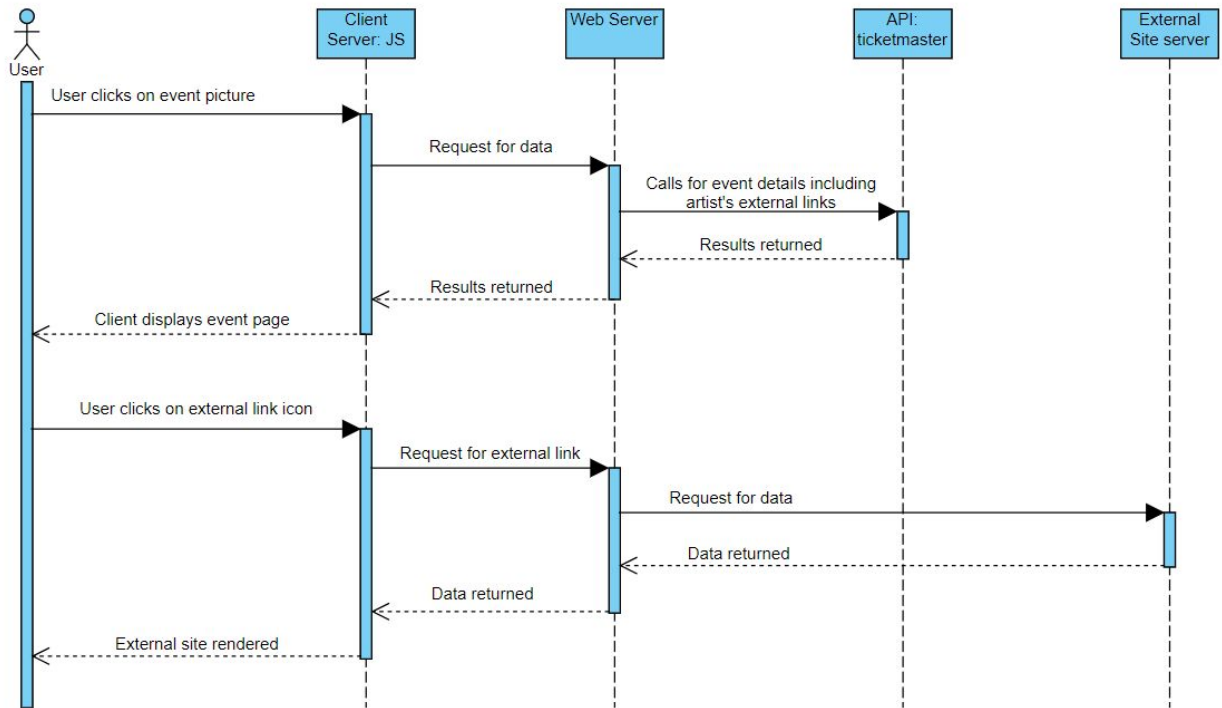 Client
Server: JS
Web Server
API:
ticketmaster
External
Site server
User
User clicks on event picture
Request for data
Calls for event details including
artist's external links
Results returned
Results returned
Client displays event page
User clicks on external link icon
Request for external link
Request for data
Data returned
Data returned
External site rendered